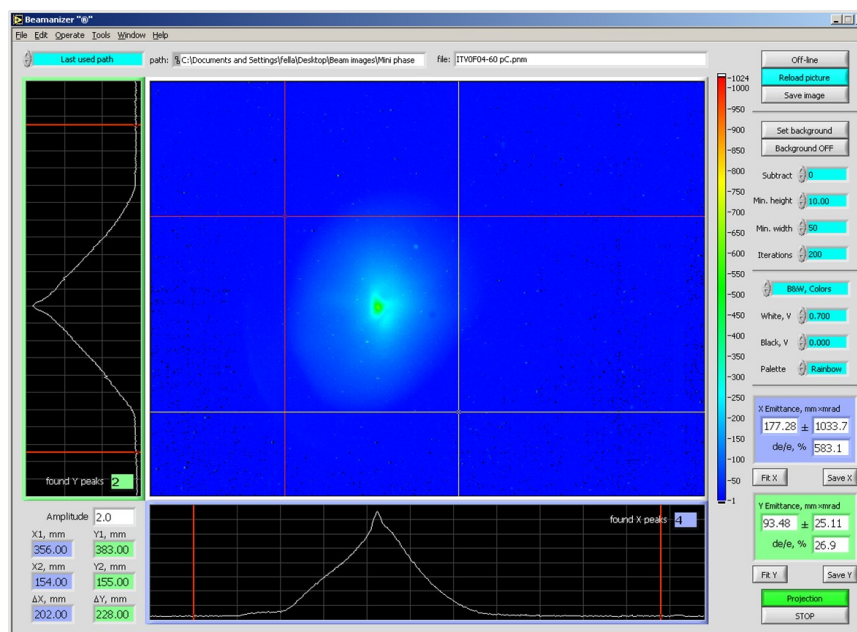 Beamanizer "®"
File Edit Operate Tools Window Help
Last used path path: C:\Documents and Settings\fella\Desktop\Beam images\Mini phase file: ITV0F04-60 pC.pnm
Off-line
Reload picture
Save image
Set background
Background OFF
Subtract 0
Min. height 10.00
Min. width 50
Iterations 200
B&W, Colors
White, V 0.700
Black, V 0.000
Palette Rainbow
-1024
-1000
-950
-900
-850
-800
-750
-700
-650
-600
-550
-500
-450
-400
-350
-300
-250
-200
-150
-100
-50
-1
found Y peaks 2
X Emittance, mm×mrad
177.28 ± 1033.7
de/e, % 583.1
Fit X Save X
Y Emittance, mm×mrad
93.48 ± 25.11
de/e, % 26.9
Fit Y Save Y
Projection
STOP
Amplitude 2.0
X1, mm Y1, mm
356.00 383.00
X2, mm Y2, mm
154.00 155.00
ΔX, mm ΔY, mm
202.00 228.00
found X peaks 4